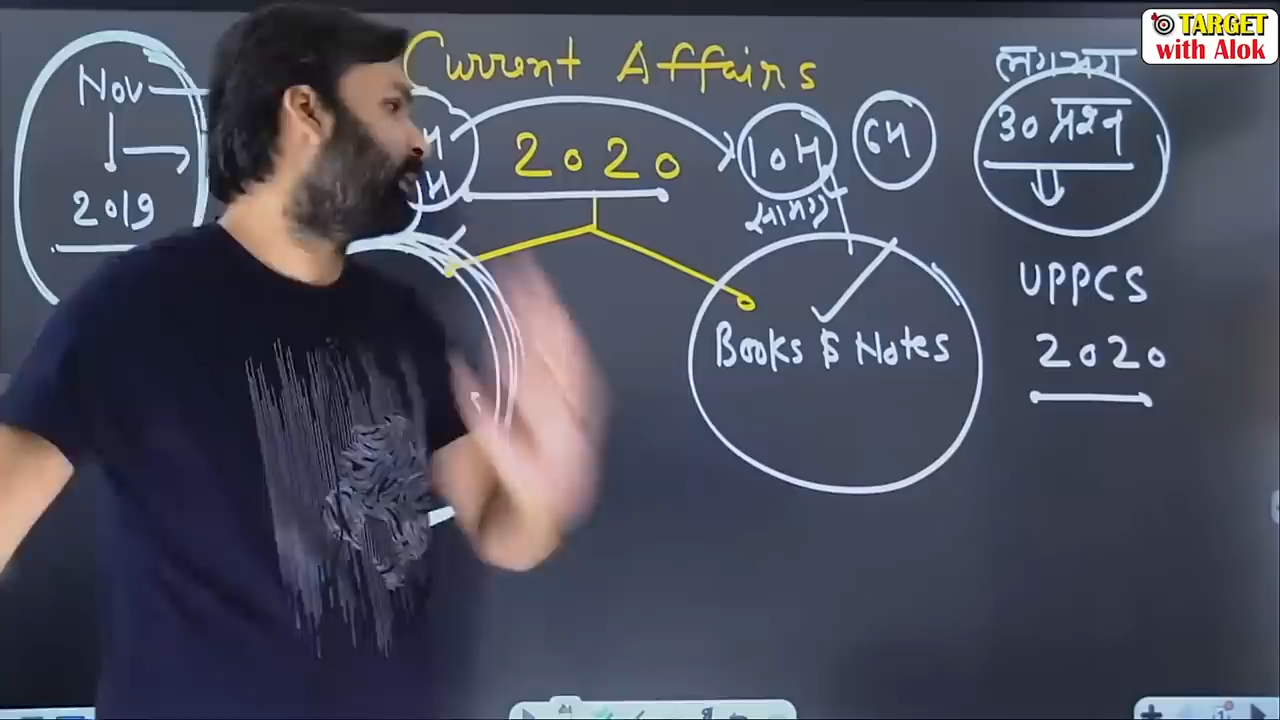 TARGET
with Alok
Current Affairs
Nov
2019
2020
10M
6M
लगभग
30 प्रश्न
UPPCS
2020
Books & Notes